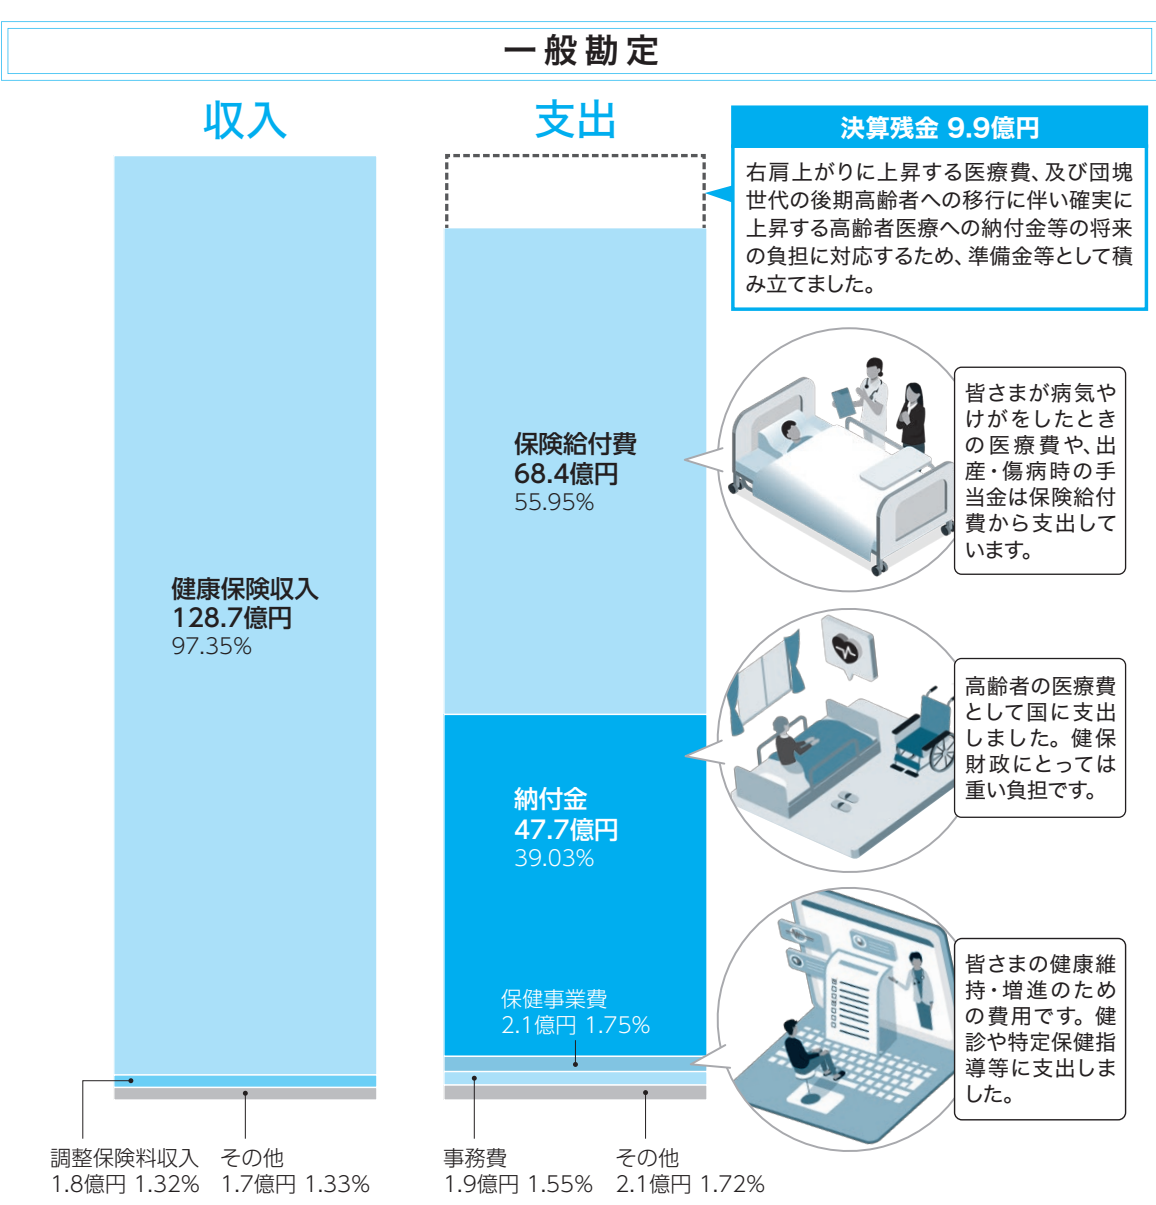 一般勘定
収入
支出
決算残金 9.9億円
右肩上がりに上昇する医療費、及び団塊
世代の後期高齢者への移行に伴い確実に
上昇する高齢者医療への納付金等の将来
の負担に対応するため、準備金等として積
み立てました。
保険給付費
68.4億円
55.95%
皆さまが病気や
けがをしたとき
の医療費や、出
産・傷病時の手
当金は保険給付
費から支出して
います。
健康保険収入
128.7億円
97.35%
納付金
47.7億円
39.03%
高齢者の医療費
として国に支出
しました。健保
財政にとっては
重い負担です。
保健事業費
2.1億円 1.75%
皆さまの健康維
持・増進のため
の費用です。健
診や特定保健指
導等に支出しま
した。
調整保険料収入
1.8億円 1.32%
その他
1.7億円 1.33%
事務費
1.9億円 1.55%
その他
2.1億円 1.72%